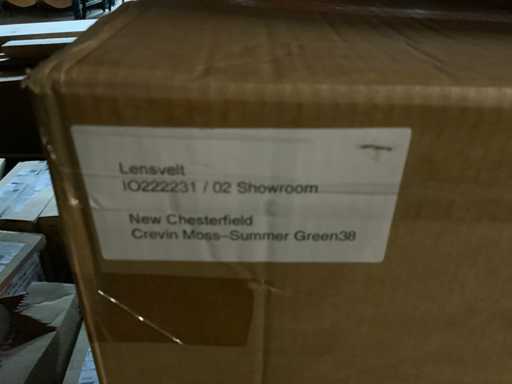 Lensvelt
IO222231 / 02 Showroom
New Chesterfield
Crevin Moss-Summer Green38